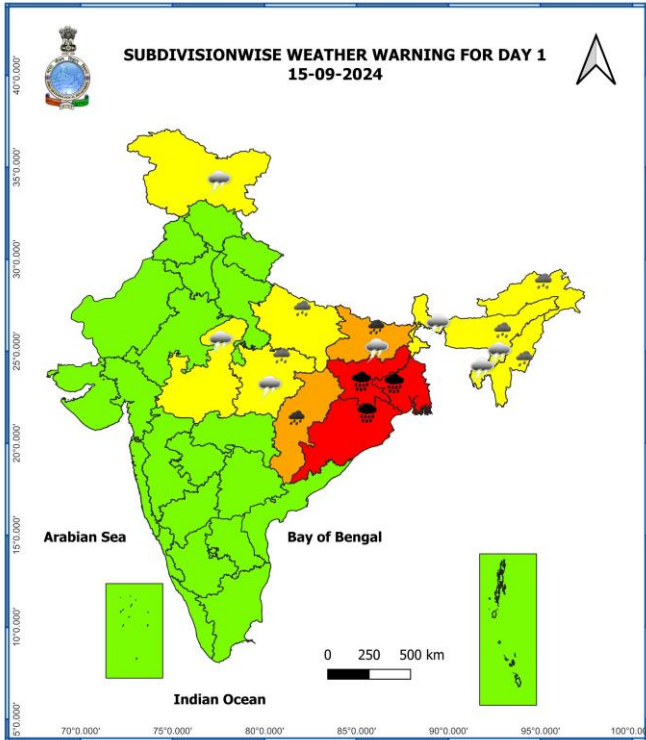 SUBDIVISIONWISE WEATHER WARNING FOR DAY 1
15-09-2024
40°0.000'
35°0.000'
30°0.000'
25°0.000'
20°0.000'
15°0.000'
10°0.000'
5°0.000'
Arabian Sea
Bay of Bengal
0 250 500 km
Indian Ocean
70°0.000' 75°0.000' 80°0.000' 85°0.000' 90°0.000' 95°0.000' 100°0.0